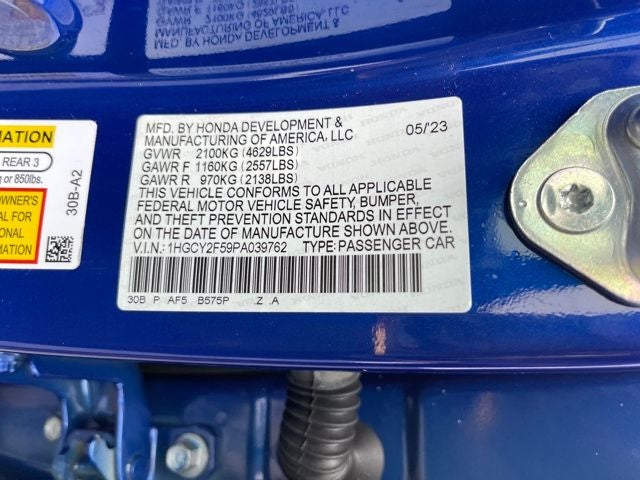 MFD. BY HONDA DEVELOPMENT &
MANUFACTURING OF AMERICA, LLC
05/'23
GVWR 2100KG (4629LBS)
GAWR F 1160KG (2557LBS)
GAWR R 970KG (2138LBS)
THIS VEHICLE CONFORMS TO ALL APPLICABLE
FEDERAL MOTOR VEHICLE SAFETY, BUMPER,
AND THEFT PREVENTION STANDARDS IN EFFECT
ON THE DATE OF MANUFACTURE SHOWN ABOVE.
V.I.N.: 1HGCY2F59PA039762 TYPE: PASSENGER CAR
30B P AF5 B575P .Z .A
MATION
REAR 3
g or 850lbs.
OWNER'S
AL FOR
ONAL
MATION
30B-A2